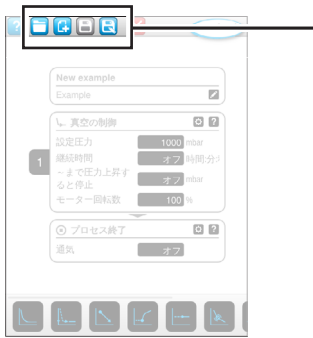 ?
New example
Example
真空の制御 ?
設定圧力 1000 mbar
継続時間 オフ 時間:分:
－まで圧力上昇す
ると停止 オフ mbar
モーター回転数 100 %
1
プロセス終了 ?
通気 オフ